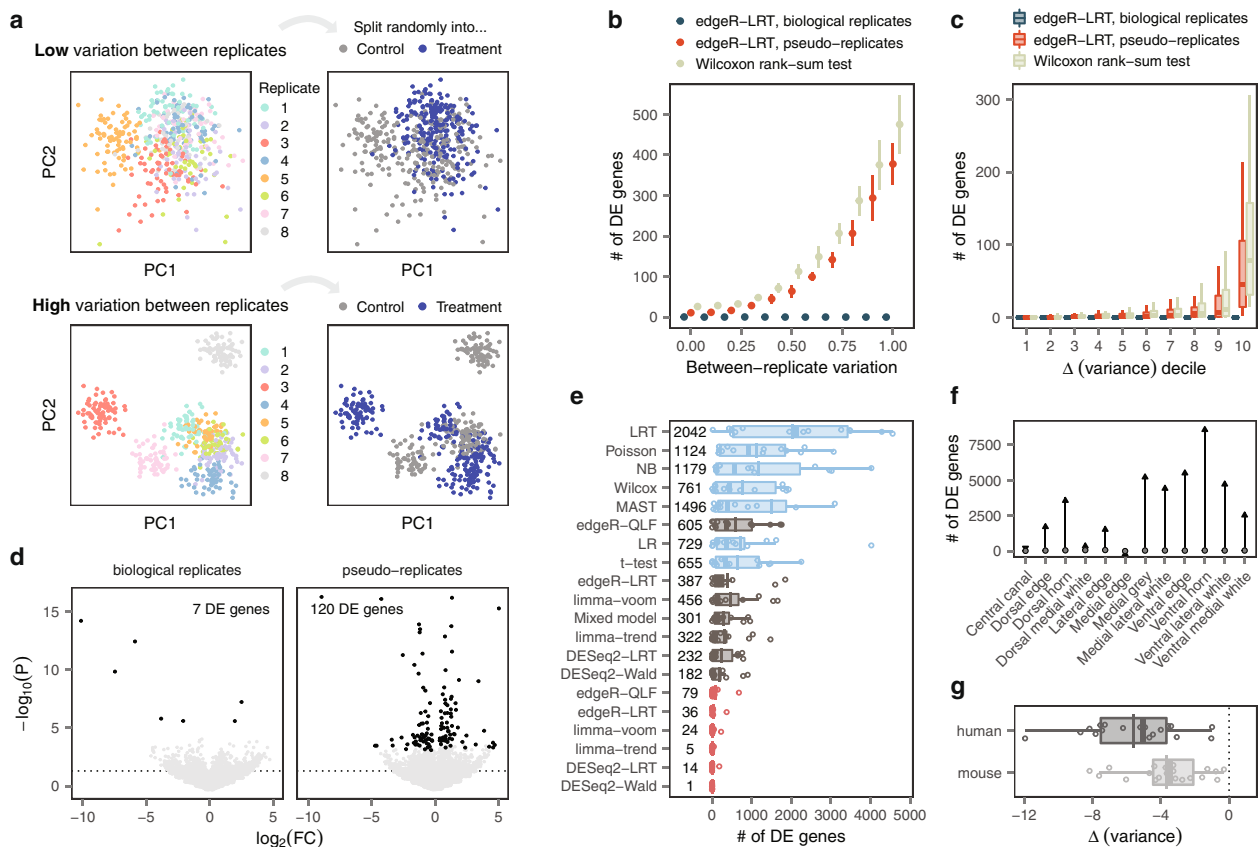 a
Split randomly into...
Low variation between replicates
Control Treatment
PC2
Replicate
1
2
3
4
5
6
7
8
PC1
PC1
High variation between replicates
Control Treatment
PC2
1
2
3
4
5
6
7
8
PC1
PC1
b
edgeR−LRT, biological replicates
edgeR−LRT, pseudo−replicates
Wilcoxon rank−sum test
# of DE genes
500
400
300
200
100
0
0.00 0.25 0.50 0.75 1.00
Between−replicate variation
c
edgeR−LRT, biological replicates
edgeR−LRT, pseudo−replicates
Wilcoxon rank−sum test
# of DE genes
300
200
100
0
1 2 3 4 5 6 7 8 9 10
Δ (variance) decile
d
biological replicates
pseudo−replicates
7 DE genes
120 DE genes
−log10(P)
15
10
5
0
−10 −5 0 5
−10 −5 0 5
log2(FC)
e
LRT 2042
Poisson 1124
NB 1179
Wilcox 761
MAST 1496
edgeR−QLF 605
LR 729
t−test 655
edgeR−LRT 387
limma−voom 456
Mixed model 301
limma−trend 322
DESeq2−LRT 232
DESeq2−Wald 182
edgeR−QLF 79
edgeR−LRT 36
limma−voom 24
limma−trend 5
DESeq2−LRT 14
DESeq2−Wald 1
0 1000 2000 3000 4000 5000
# of DE genes
f
# of DE genes
7500
5000
2500
0
Central canal
Dorsal edge
Dorsal horn
Dorsal medial white
Lateral edge
Medial edge
Medial grey
Medial lateral white
Ventral edge
Ventral horn
Ventral lateral white
Ventral medial white
g
human
mouse
−12 −8 −4 0
Δ (variance)